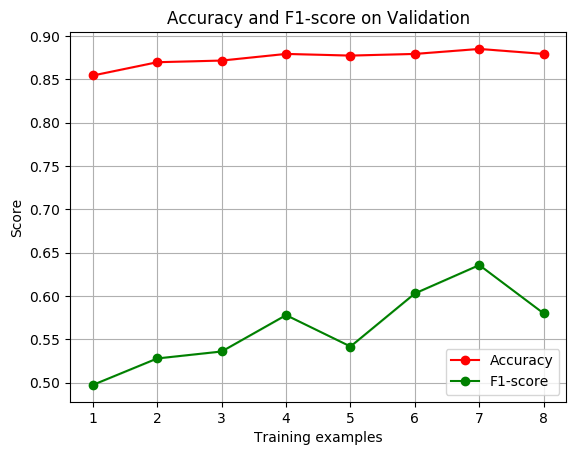 Accuracy and F1-score on Validation
0.90
0.85
0.80
0.75
0.70
0.65
0.60
0.55
0.50
Score
1 2 3 4 5 6 7 8
Training examples
Accuracy
F1-score